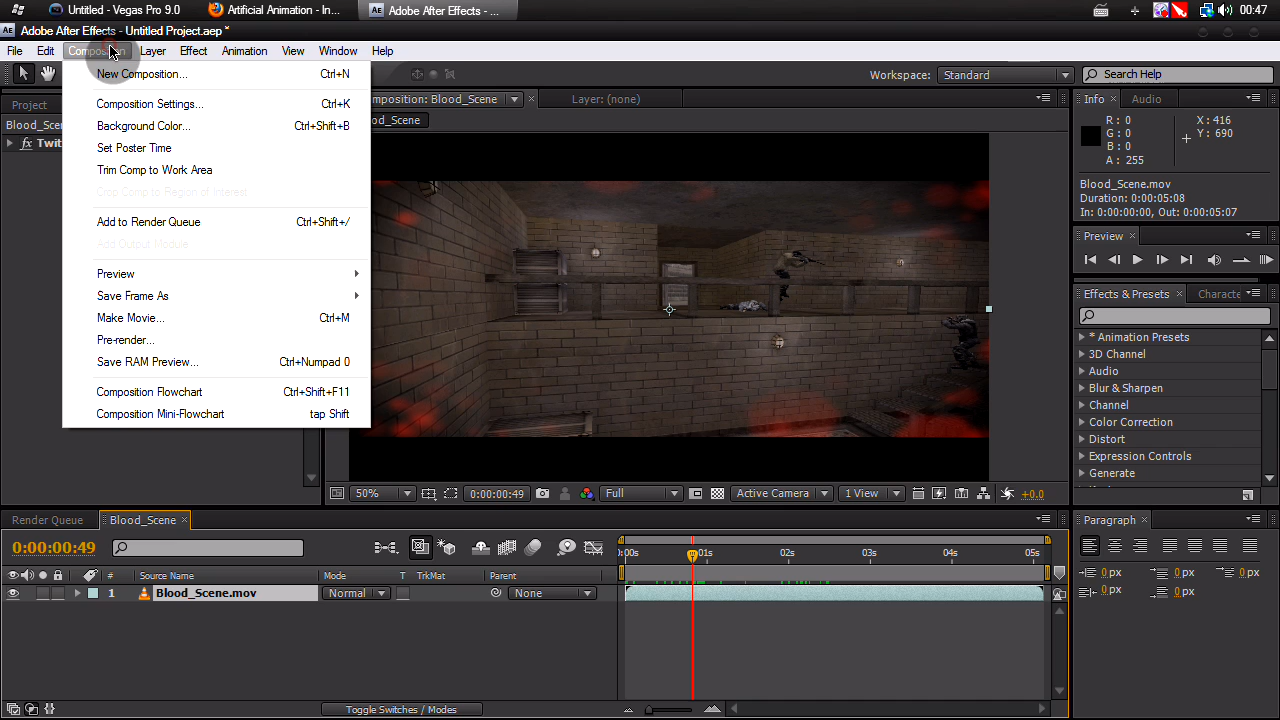 Untitled - Vegas Pro 9.0
Artificial Animation - In...
Adobe After Effects - ...
00:47
Adobe After Effects - Untitled Project.aep *
File Edit Composition Layer Effect Animation View Window Help
Workspace: Standard
Search Help
New Composition... Ctrl+N
Composition Settings... Ctrl+K
Background Color... Ctrl+Shift+B
Set Poster Time
Trim Comp to Work Area
Crop Comp to Region of Interest
Add to Render Queue Ctrl+Shift+/
Add Output Module
Preview
Save Frame As
Make Movie... Ctrl+M
Pre-render...
Save RAM Preview... Ctrl+Numpad 0
Composition Flowchart Ctrl+Shift+F11
Composition Mini-Flowchart tap Shift
Project
Blood_Sce
fx Twit
mposition: Blood_Scene
Layer: (none)
od_Scene
50%
0:00:00:49
Full
Active Camera
1 View
+0.0
Info Audio
R : 0
G : 0
B : 0
A : 255
X : 416
Y : 690
Blood_Scene.mov
Duration: 0:00:05:08
In: 0:00:00:00, Out: 0:00:05:07
Preview
Effects & Presets
Characte
* Animation Presets
3D Channel
Audio
Blur & Sharpen
Channel
Color Correction
Distort
Expression Controls
Generate
Render Queue
Blood_Scene
0:00:00:49
:00s 01s 02s 03s 04s 05s
# Source Name Mode T TrkMat Parent
1 Blood_Scene.mov Normal None
Toggle Switches / Modes
Paragraph
0 px 0 px 0 px
0 px 0 px